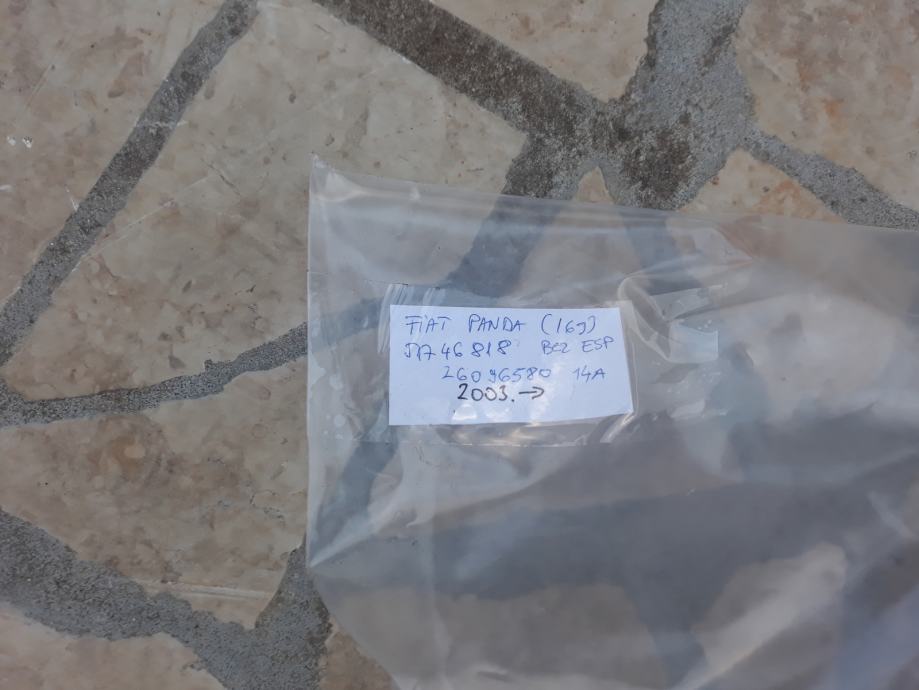 FIAT PANDA (169)
51746818 BEZ ESP
26096580 14A
2003. →